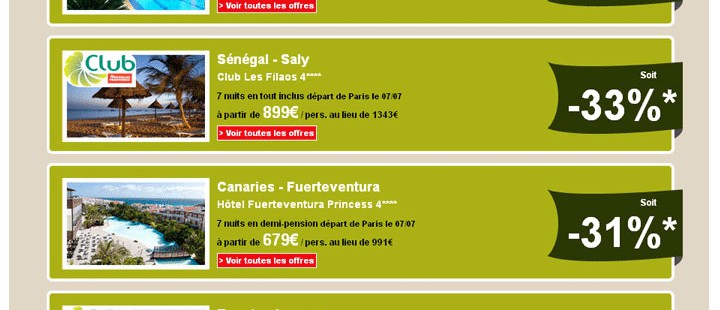 > Voir toutes les offres
Club
Sénégal - Saly
Club Les Filaos 4****
7 nuits en tout inclus départ de Paris le 07/07
à partir de 899€ / pers. au lieu de 1343€
> Voir toutes les offres
Soit
-33%*
Canaries - Fuerteventura
Hôtel Fuerteventura Princess 4****
7 nuits en demi-pension départ de Paris le 07/07
à partir de 679€ / pers. au lieu de 991€
> Voir toutes les offres
Soit
-31%*